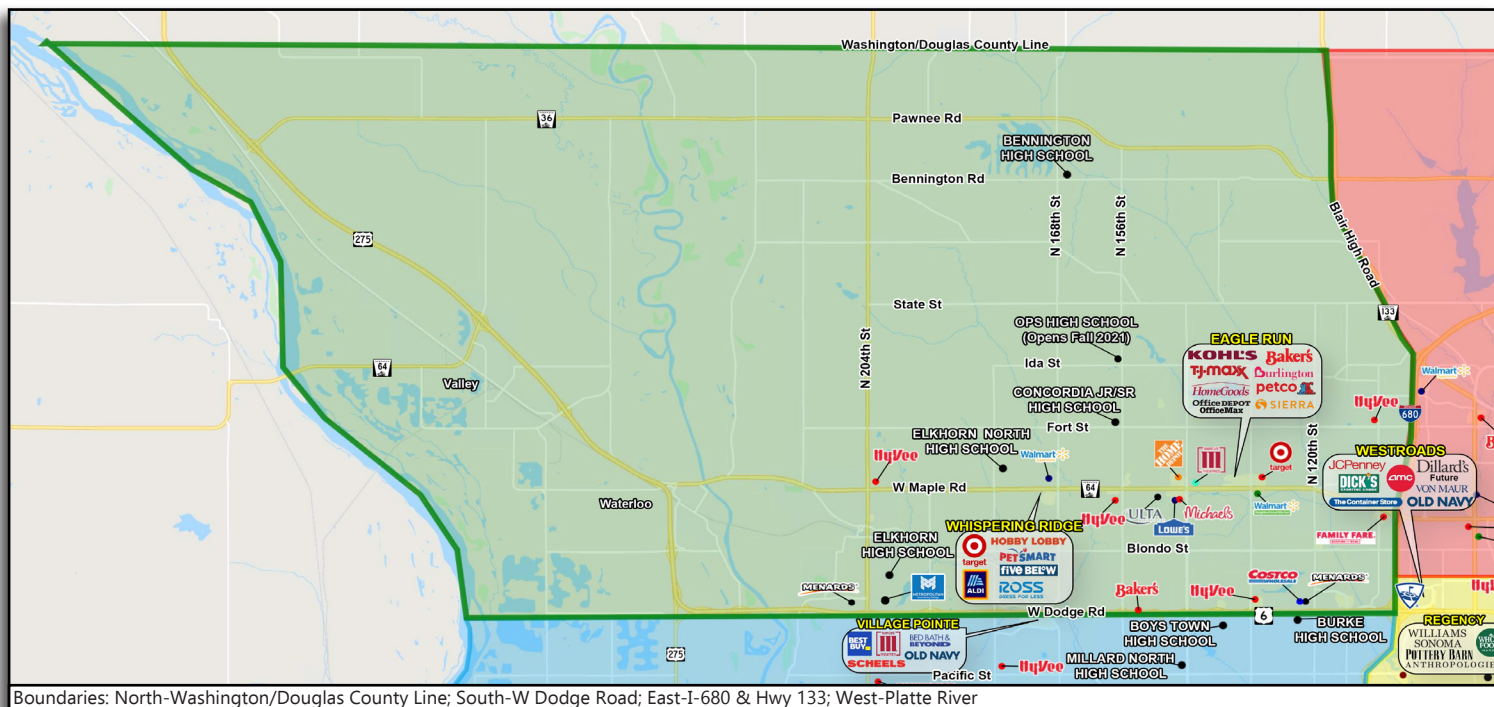 Washington/Douglas County Line
36
Pawnee Rd
BENNINGTON
HIGH SCHOOL
Bennington Rd
N 168th St
N 156th St
Blair High Road
275
State St
133
OPS HIGH SCHOOL
(Opens Fall 2021)
Ida St
N 204th St
64
Valley
EAGLE RUN
KOHL'S
Baker's
T·J·maxx
Burlington
HomeGoods
petco
Office DEPOT
OfficeMax
SIERRA
Walmart
HyVee
680
CONCORDIA JR/SR
HIGH SCHOOL
Fort St
N 120th St
ELKHORN NORTH
HIGH SCHOOL
HyVee
Walmart
THE HOME
target
WESTROADS
JCPenney
DICK'S
amc
Dillard's
Future
VON MAUR
The Container Store
OLD NAVY
W Maple Rd
64
Waterloo
HyVee
ULTA
LOWE'S
Michaels
Walmart
FAMILY FARE
Blondo St
WHISPERING RIDGE
target
HOBBY LOBBY
PETSMART
five BEL°W
ALDI
ROSS
DRESS FOR LESS
ELKHORN
HIGH SCHOOL
MENARDS
METROPOLITAN
Baker's
HyVee
COSTCO
WHOLESALE
MENARDS
W Dodge Rd
6
VILLAGE POINTE
BEST
BUY
BED BATH &
BEYOND
SCHEELS
OLD NAVY
BOYS TOWN
HIGH SCHOOL
BURKE
HIGH SCHOOL
REGENCY
WILLIAMS
SONOMA
POTTERY BARN
ANTHROPOLOGIE
275
HyVee
Pacific St
MILLARD NORTH
HIGH SCHOOL
Boundaries: North-Washington/Douglas County Line; South-W Dodge Road; East-I-680 & Hwy 133; West-Platte River